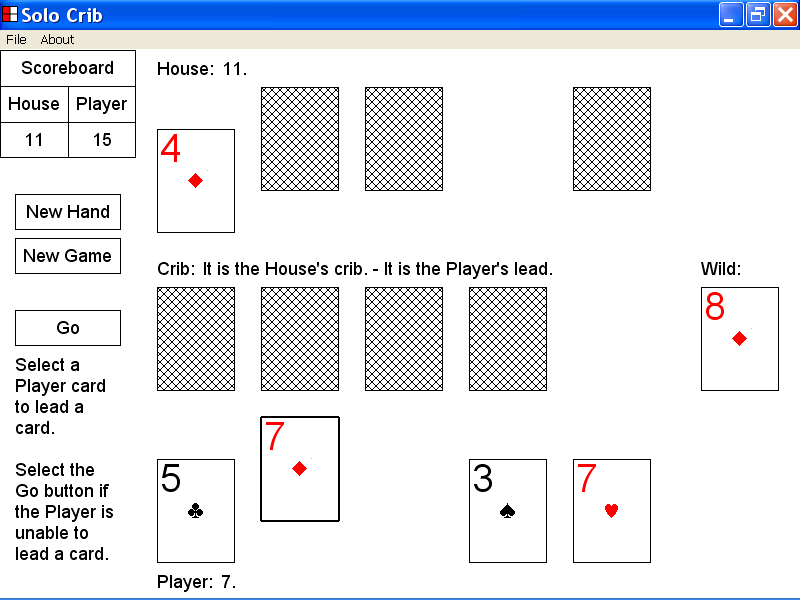 Solo Crib
File About
Scoreboard
House Player
11 15
House: 11.
4
New Hand
New Game
Crib: It is the House's crib. - It is the Player's lead.
Wild:
8
Go
Select a
Player card
to lead a
card.
Select the
Go button if
the Player is
unable to
lead a card.
5
7
3
7
Player: 7.